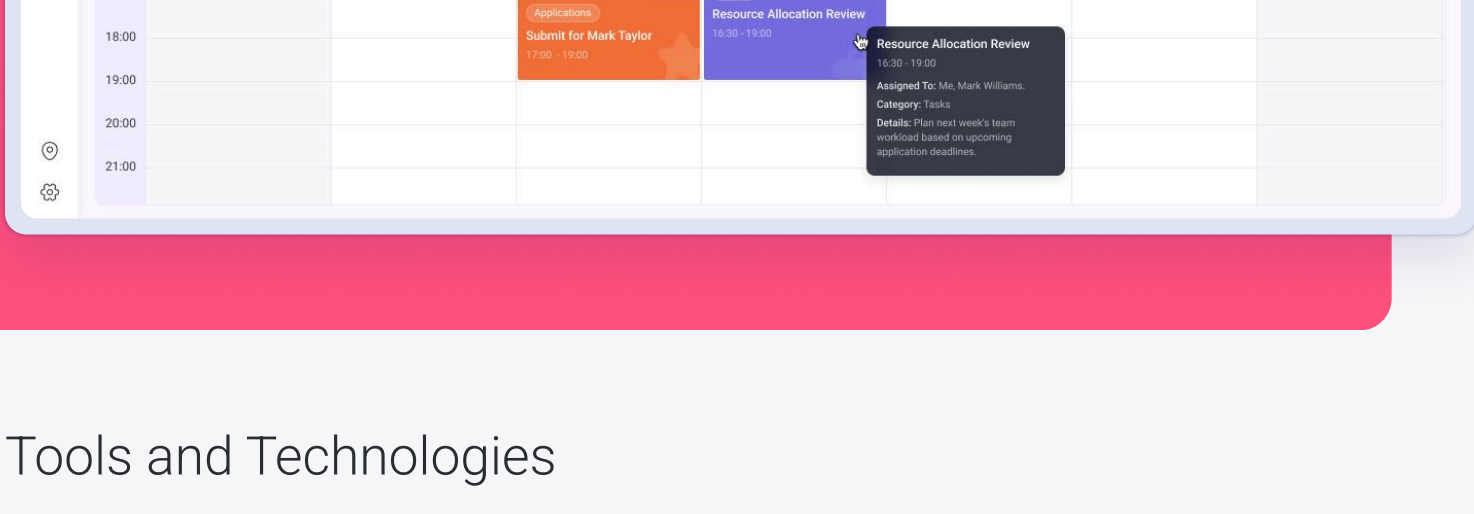 18:00
19:00
20:00
21:00
Applications
Submit for Mark Taylor
17:00 - 19:00
Resource Allocation Review
16:30 - 19:00
Resource Allocation Review
16:30 - 19:00
Assigned To: Me, Mark Williams.
Category: Tasks
Details: Plan next week's team
workload based on upcoming
application deadlines.
Tools and Technologies